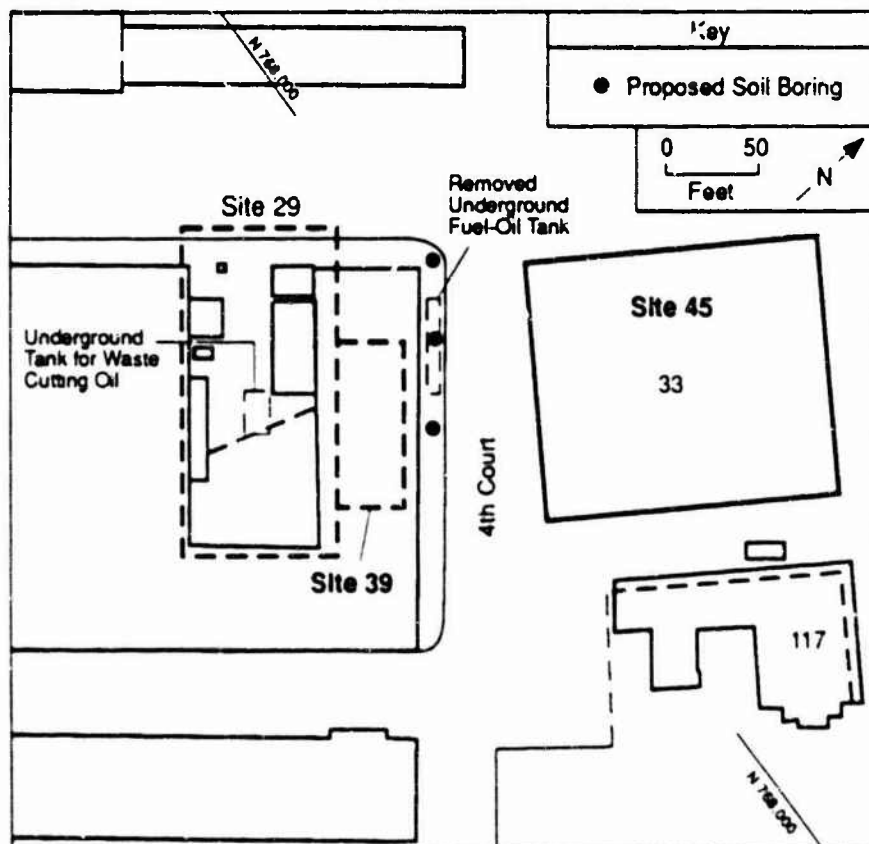 Key
Proposed Soil Boring
0 50
Feet
N
N 768,000
Removed
Underground
Fuel-Oil Tank
Site 29
Underground
Tank for Waste
Cutting Oil
Site 45
33
4th Court
Site 39
117
N 768,000